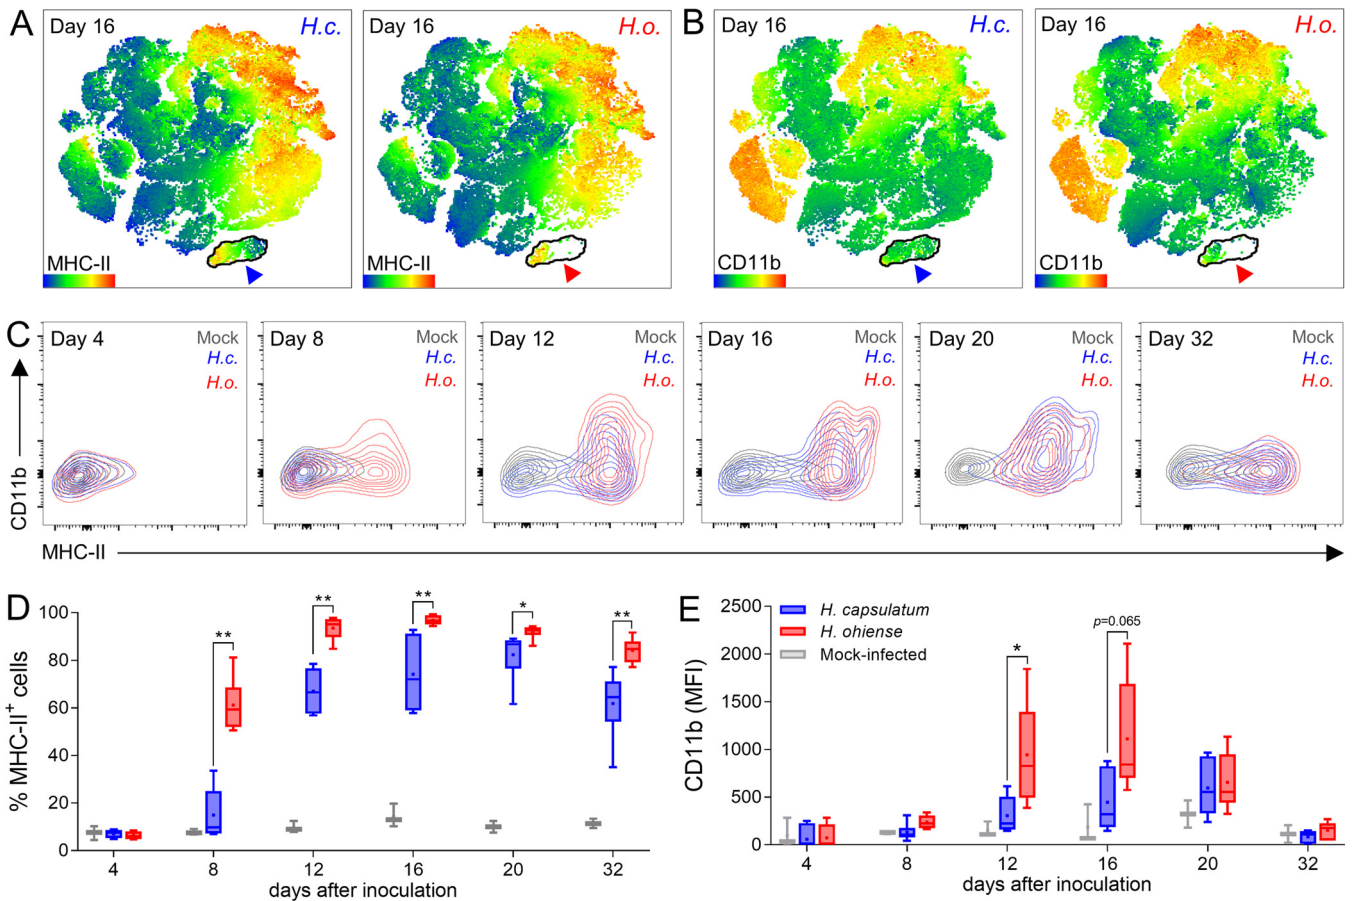 A
Day 16
H.c.
MHC-II
Day 16
H.o.
MHC-II
B
Day 16
H.c.
CD11b
Day 16
H.o.
CD11b
C
CD11b
Day 4
Mock
H.c.
H.o.
Day 8
Mock
H.c.
H.o.
Day 12
Mock
H.c.
H.o.
Day 16
Mock
H.c.
H.o.
Day 20
Mock
H.c.
H.o.
Day 32
Mock
H.c.
H.o.
MHC-II
D
% MHC-II+ cells
100
80
60
40
20
0
**
**
**
*
**
4 8 12 16 20 32
days after inoculation
E
CD11b (MFI)
2500
2000
1500
1000
500
0
H. capsulatum
H. ohiense
Mock-infected
*
p=0.065
4 8 12 16 20 32
days after inoculation